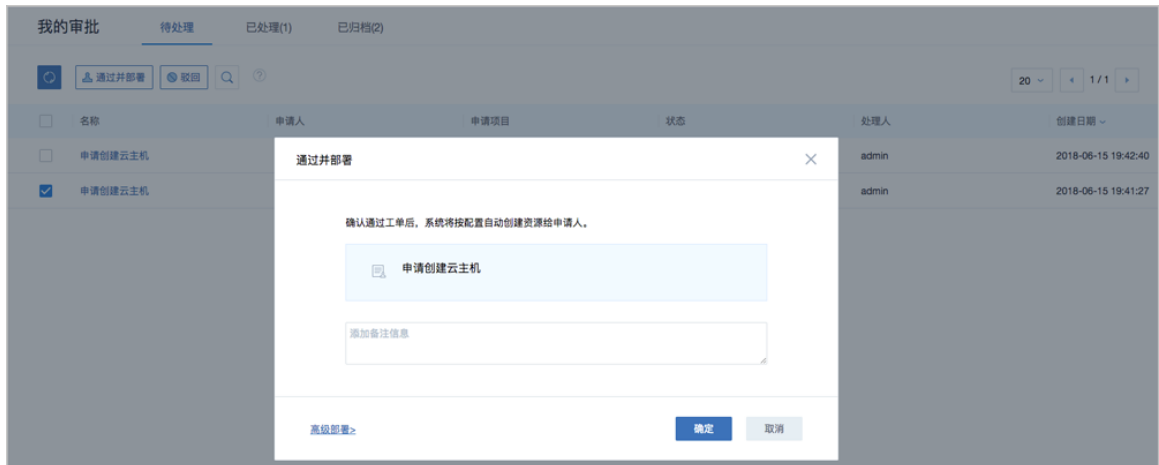 我的审批 待处理 已处理(1) 已归档(2)
通过并部署 驳回 20 1 / 1
名称 申请人 申请项目 状态 处理人 创建日期
申请创建云主机 admin 2018-06-15 19:42:40
申请创建云主机 admin 2018-06-15 19:41:27
通过并部署
确认通过工单后，系统将按配置自动创建资源给申请人。
申请创建云主机
添加备注信息
高级部署> 确定 取消